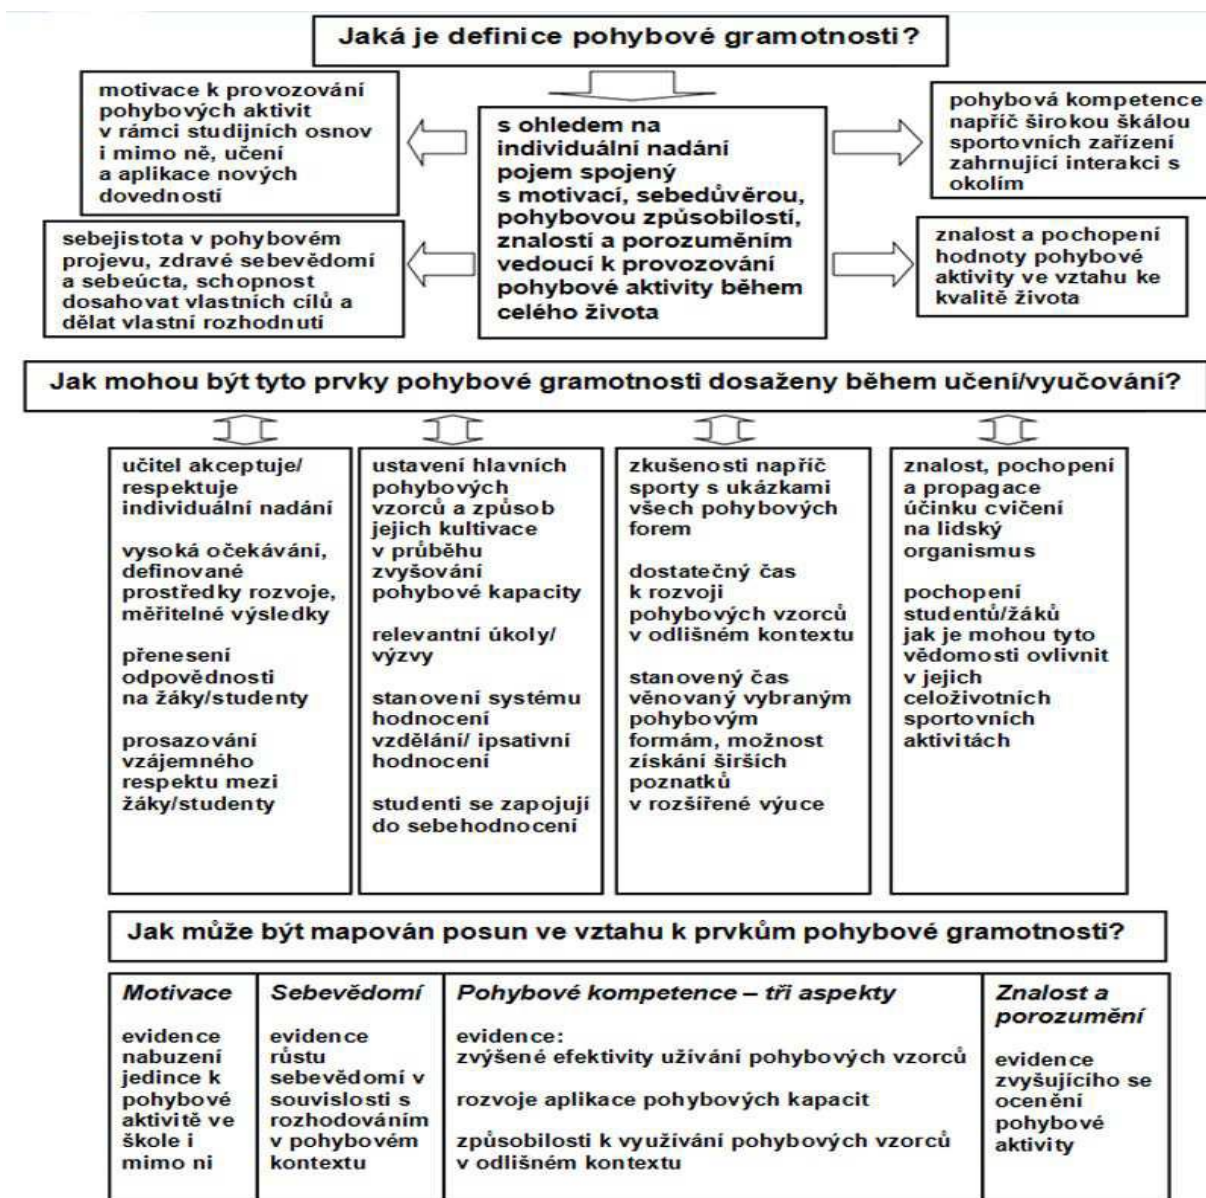 Jaká je definice pohybové gramotnosti?
motivace k provozování
pohybových aktivit
v rámci studijních osnov
i mimo ně, učení
a aplikace nových
dovedností
sebejistota v pohybovém
projevu, zdravé sebevědomí
a sebeúcta, schopnost
dosahovat vlastních cílů a
dělat vlastní rozhodnutí
s ohledem na
individuální nadání
pojem spojený
s motivací, sebedůvěrou,
pohybovou způsobilostí,
znalostí a porozuměním
vedoucí k provozování
pohybové aktivity během
celého života
pohybová kompetence
napříč širokou škálou
sportovních zařízení
zahrnující interakci s
okolím
znalost a pochopení
hodnoty pohybové
aktivity ve vztahu ke
kvalitě života
Jak mohou být tyto prvky pohybové gramotnosti dosaženy během učení/vyučování?
učitel akceptuje/
respektuje
individuální nadání
vysoká očekávání,
definované
prostředky rozvoje,
měřitelné výsledky
přenesení
odpovědnosti
na žáky/studenty
prosazování
vzájemného
respektu mezi
žáky/studenty
ustavení hlavních
pohybových
vzorců a způsob
jejich kultivace
v průběhu
zvyšování
pohybové kapacity
relevantní úkoly/
výzvy
stanovení systému
hodnocení
vzdělání/ ipsativní
hodnocení
studenti se zapojují
do sebehodnocení
zkušenosti napříč
sporty s ukázkami
všech pohybových
forem
dostatečný čas
k rozvoji
pohybových vzorců
v odlišném kontextu
stanovený čas
věnovaný vybraným
pohybovým
formám, možnost
získání širších
poznatků
v rozšířené výuce
znalost, pochopení
a propagace
účinku cvičení
na lidský
organismus
pochopení
studentů/žáků
jak je mohou tyto
vědomosti ovlivnit
v jejich
celoživotních
sportovních
aktivitách
Jak může být mapován posun ve vztahu k prvkům pohybové gramotnosti?
Motivace
evidence
nabuzení
jedince k
pohybové
aktivitě ve
škole i
mimo ni
Sebevědomí
evidence
růstu
sebevědomí v
souvislosti s
rozhodováním
v pohybovém
kontextu
Pohybové kompetence – tři aspekty
evidence:
zvýšené efektivity užívání pohybových vzorců
rozvoje aplikace pohybových kapacit
způsobilosti k využívání pohybových vzorců
v odlišném kontextu
Znalost a
porozumění
evidence
zvyšujícího se
ocenění
pohybové
aktivity